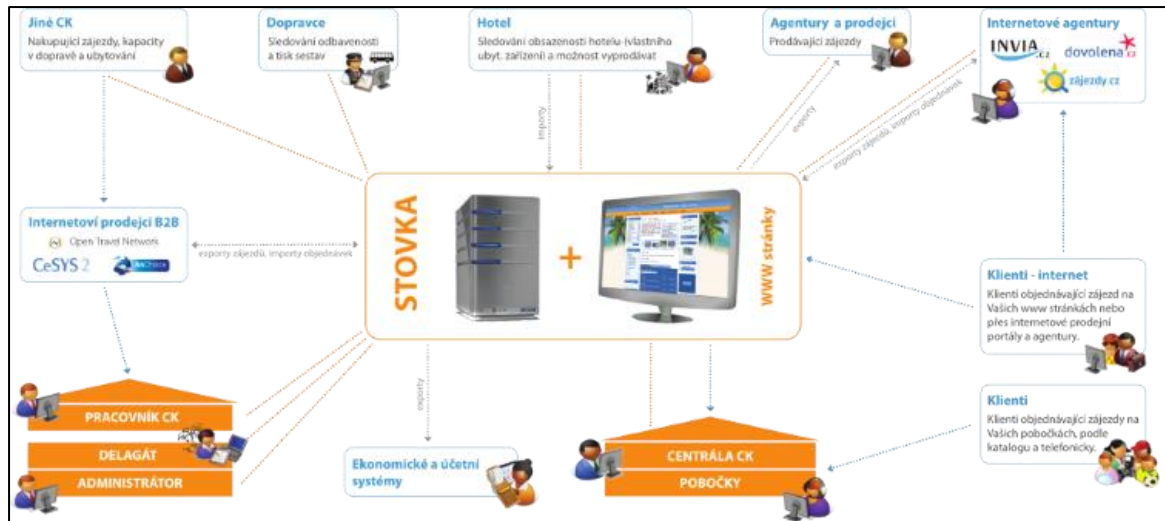 Jiné CK
Nakupující zájezdy, kapacity
v dopravě a ubytování
Dopravce
Sledování odbavenosti
a tisk sestav
Hotel
Sledování obsazenosti hotelu (vlastního
ubyt. zařízení) a možnost vyprodávat
Agentury a prodejci
Prodávající zájezdy
Internetové agentury
INVIA.cz
dovolena.cz
zájezdy.cz
importy
exporty
exporty zájezdů, importy objednávek
Internetoví prodejci B2B
Open Travel Network
CeSYS 2
exporty zájezdů, importy objednávek
STOVKA
+
WWW stránky
Klienti - internet
Klienti objednávající zájezd na
Vašich www stránkách nebo
přes internetové prodejní
portály a agentury.
PRACOVNÍK CK
DELAGÁT
ADMINISTRÁTOR
exporty
Ekonomické a účetní
systémy
CENTRÁLA CK
POBOČKY
Klienti
Klienti objednávající zájezdy na
Vašich pobočkách, podle
katalogu a telefonicky.